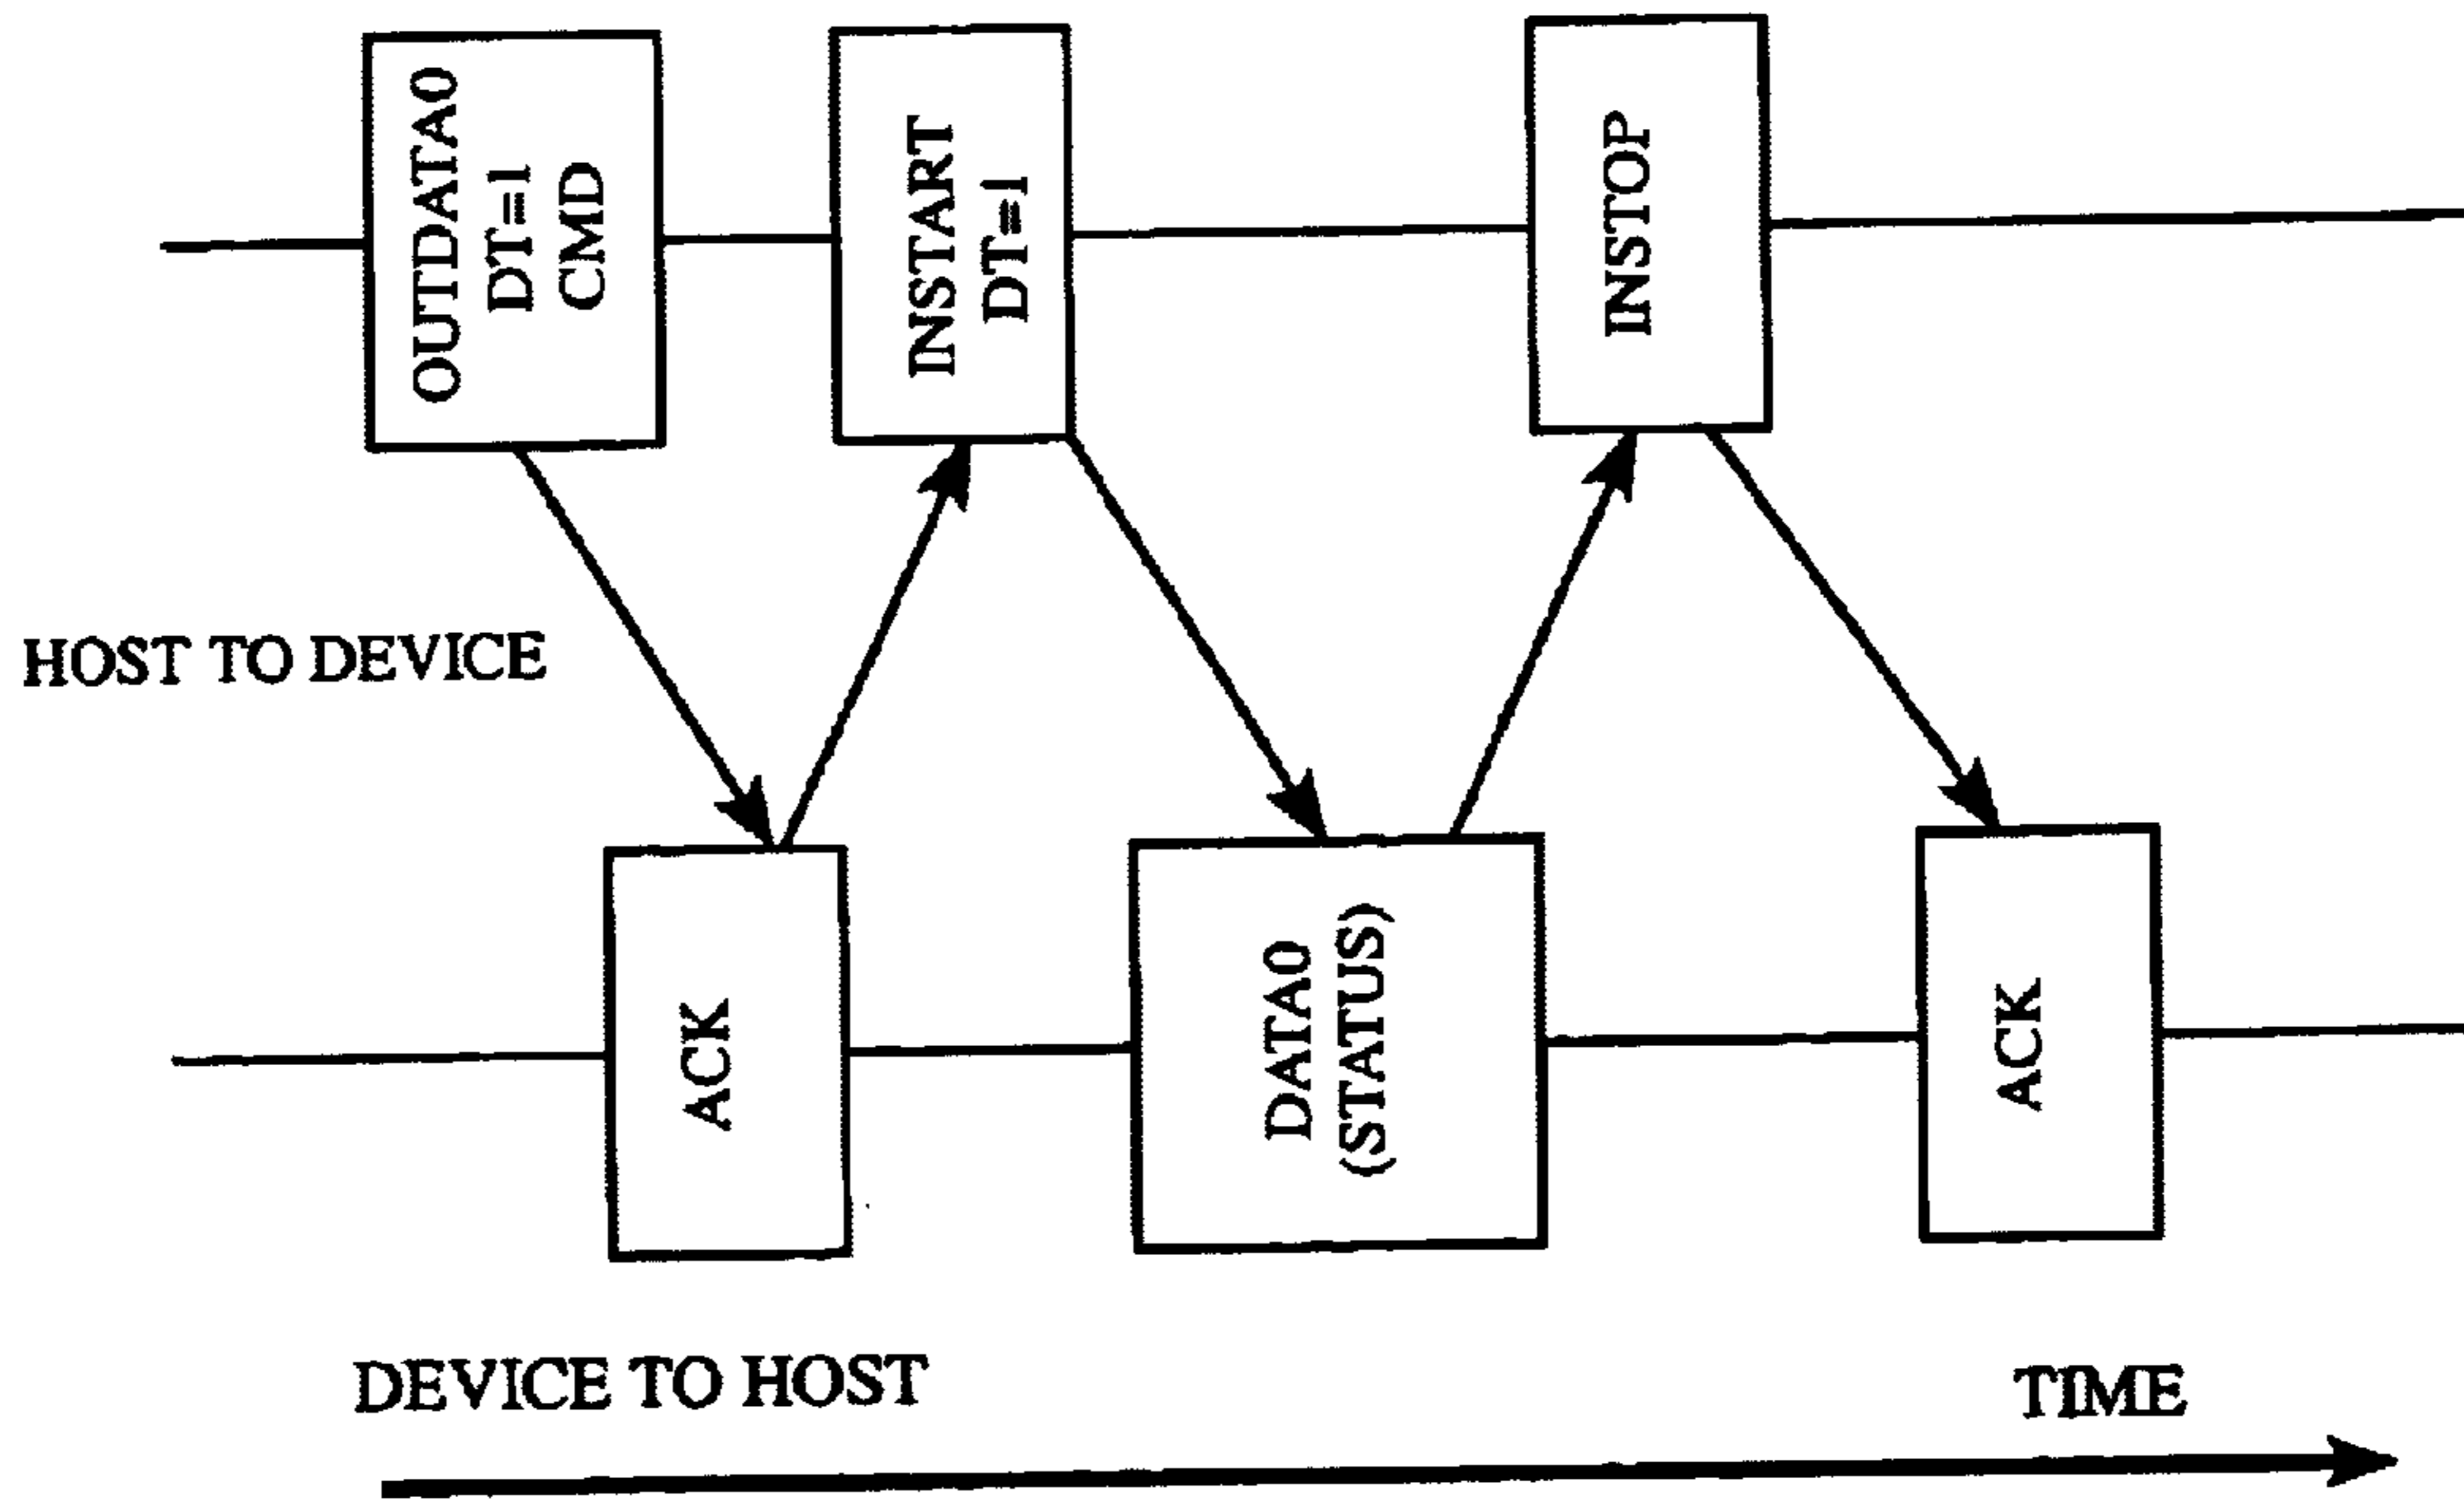 OUTDATA0
DT=1
CMD
INSTART
DT=1
INSTOP
HOST TO DEVICE
ACK
DATA0
(STATUS)
ACK
DEVICE TO HOST
TIME